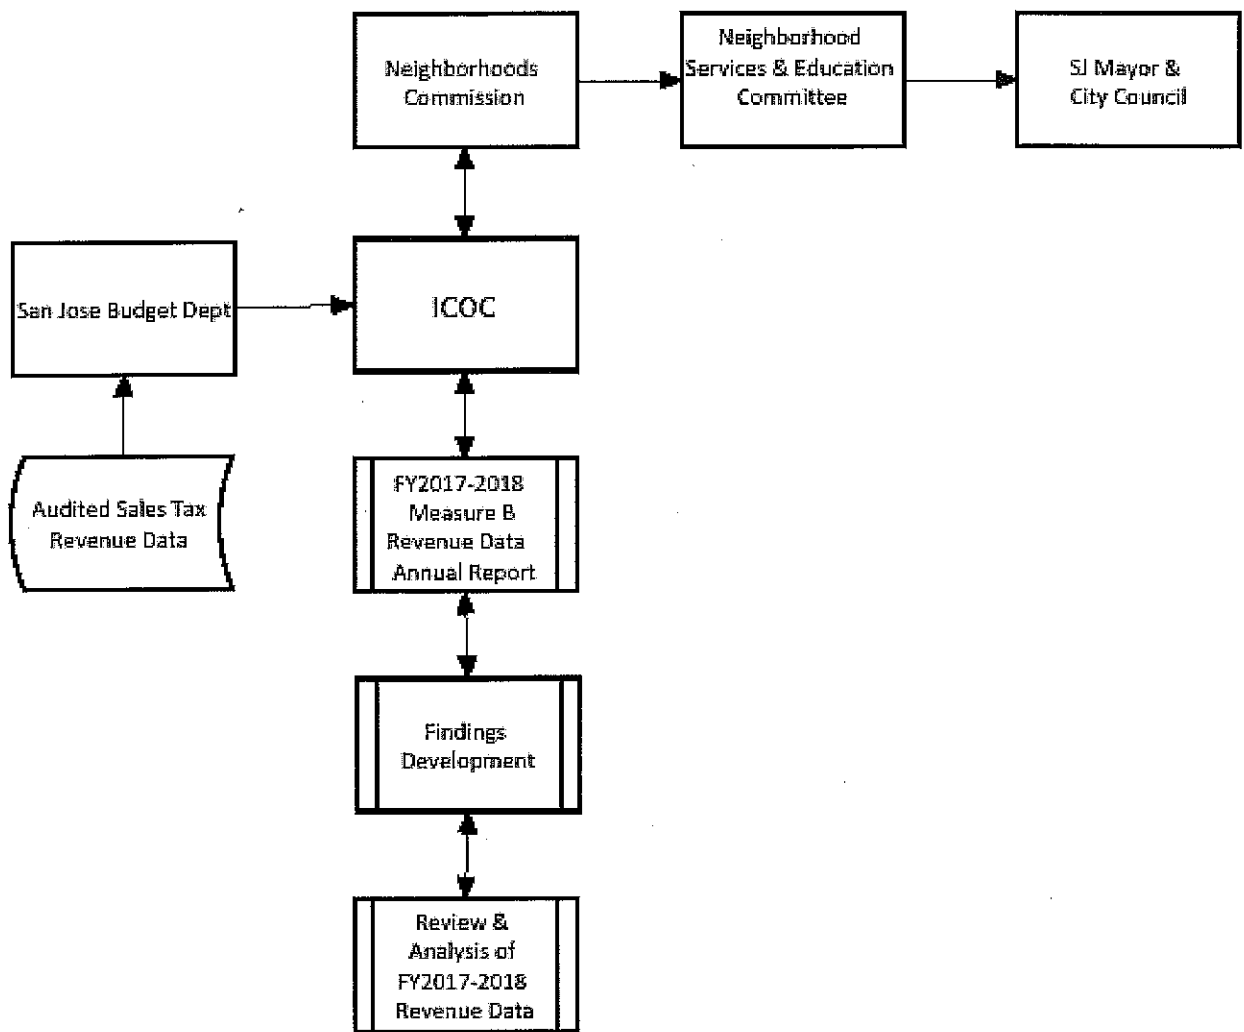 Neighborhoods
Commission
Neighborhood
Services & Education
Committee
SJ Mayor &
City Council
San Jose Budget Dept
ICOC
Audited Sales Tax
Revenue Data
FY2017-2018
Measure B
Revenue Data
Annual Report
Findings
Development
Review &
Analysis of
FY2017-2018
Revenue Data